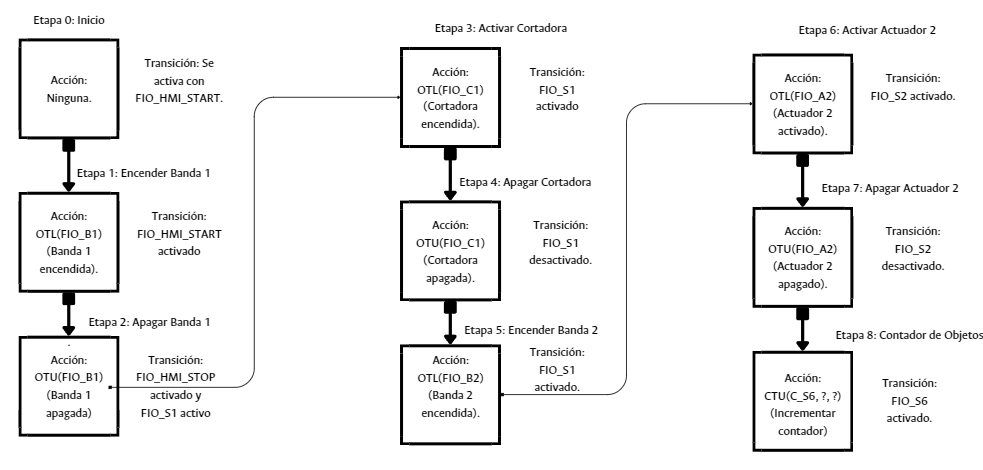 Etapa 0: Inicio
Acción:
Ninguna.
Transición: Se
activa con
FIO_HMI_START.
Etapa 1: Encender Banda 1
Acción:
OTL(FIO_B1)
(Banda 1
encendida).
Transición:
FIO_HMI_START
activado
Etapa 2: Apagar Banda 1
Acción:
OTU(FIO_B1)
(Banda 1
apagada)
Transición:
FIO_HMI_STOP
activado y
FIO_S1 activo
Etapa 3: Activar Cortadora
Acción:
OTL(FIO_C1)
(Cortadora
encendida).
Transición:
FIO_S1
activado
Etapa 4: Apagar Cortadora
Acción:
OTU(FIO_C1)
(Cortadora
apagada).
Transición:
FIO_S1
desactivado.
Etapa 5: Encender Banda 2
Acción:
OTL(FIO_B2)
(Banda 2
encendida).
Transición:
FIO_S1
activado.
Etapa 6: Activar Actuador 2
Acción:
OTL(FIO_A2)
(Actuador 2
activado).
Transición:
FIO_S2 activado.
Etapa 7: Apagar Actuador 2
Acción:
OTU(FIO_A2)
(Actuador 2
apagado).
Transición:
FIO_S2
desactivado.
Etapa 8: Contador de Objetos
Acción:
CTU(C_S6, ?, ?)
(Incrementar
contador)
Transición:
FIO_S6
activado.